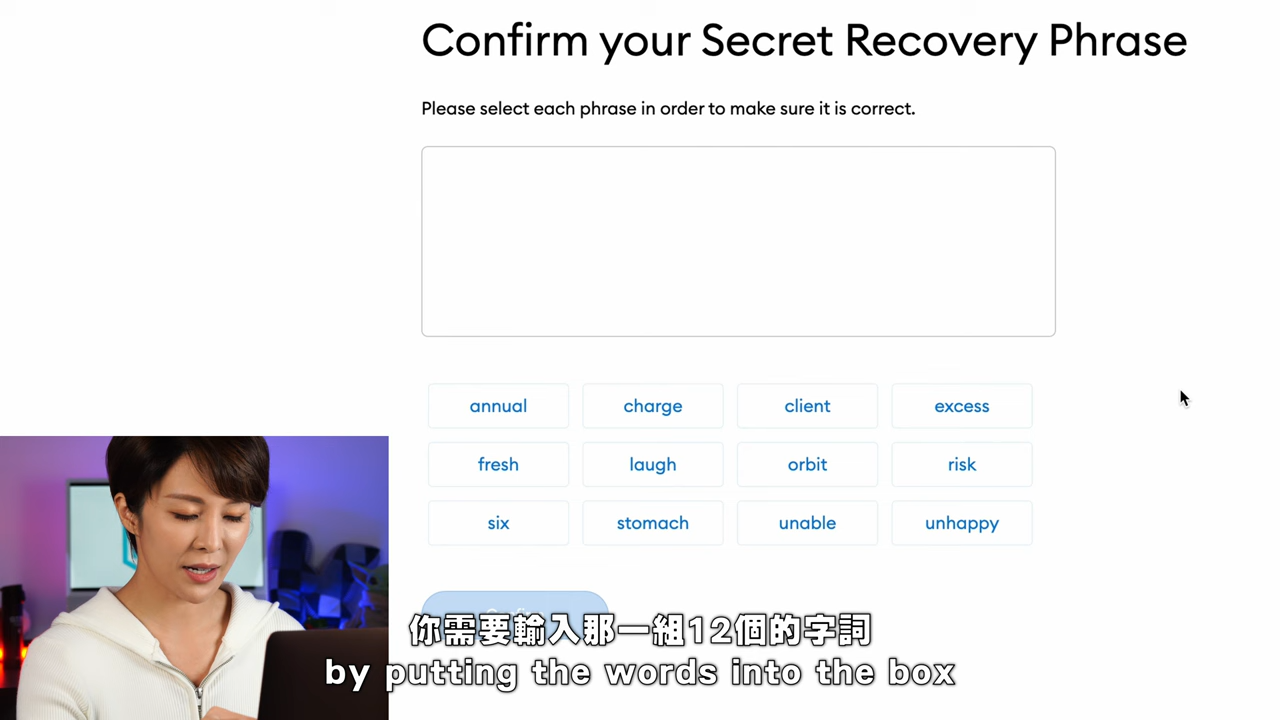 Confirm your Secret Recovery Phrase
Please select each phrase in order to make sure it is correct.
annual charge client excess
fresh laugh orbit risk
six stomach unable unhappy
你需要輸入那一組12個的字詞
by putting the words into the box